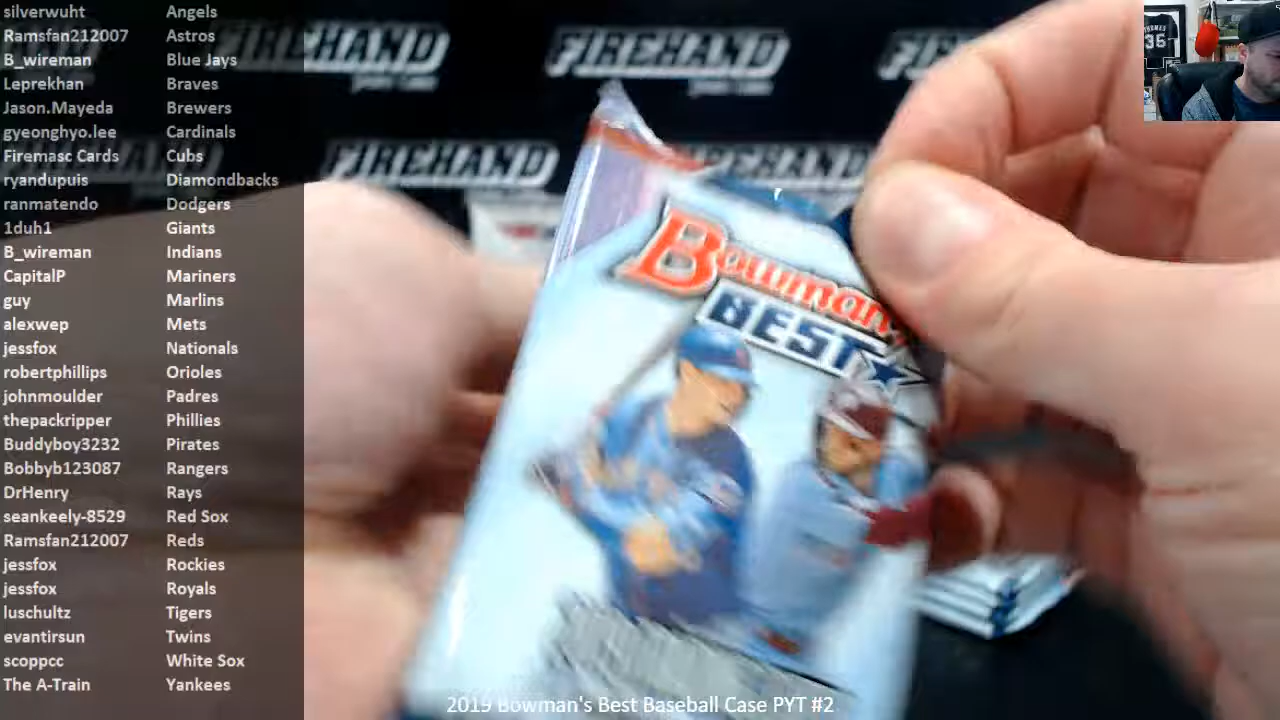 silverwuht Angels
Ramsfan212007 Astros
B_wireman Blue Jays
Leprekhan Braves
Jason.Mayeda Brewers
gyeonghyo.lee Cardinals
Firemasc Cards Cubs
ryandupuis Diamondbacks
ranmatendo Dodgers
1duh1 Giants
B_wireman Indians
CapitalP Mariners
guy Marlins
alexwep Mets
jessfox Nationals
robertphillips Orioles
johnmoulder Padres
thepackripper Phillies
Buddyboy3232 Pirates
Bobbyb123087 Rangers
DrHenry Rays
seankeely-8529 Red Sox
Ramsfan212007 Reds
jessfox Rockies
jessfox Royals
luschultz Tigers
evantirsun Twins
scoppcc White Sox
The A-Train Yankees
FIREHAND
FIREHAND
FIREHAND
FIREHAND
Bowman's
BEST
35
2019 Bowman's Best Baseball Case PYT #2